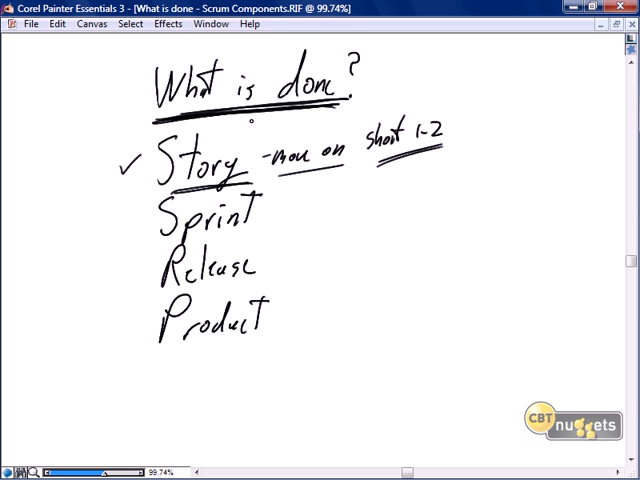 Corel Painter Essentials 3 - [What is done - Scrum Components.RIF @ 99.74%]
File Edit Canvas Select Effects Movie Window Help
What is done?
✓ Story - move on short 1-2
Sprint
Release
Product
CBT nuggets
99.74%